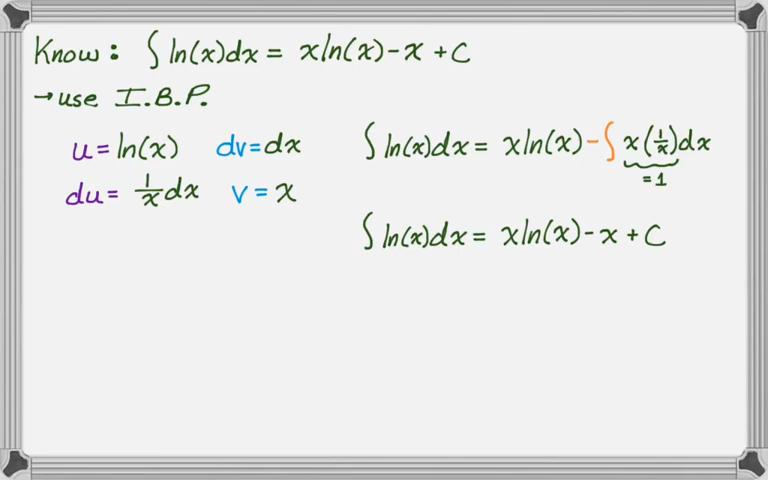 Know: ∫ ln(x)dx = xln(x) - x + C
→ use I.B.P.
u = ln(x) dv = dx
du = 1/x dx v = x
∫ ln(x)dx = xln(x) - ∫ x(1/x)dx
= 1
∫ ln(x)dx = xln(x) - x + C